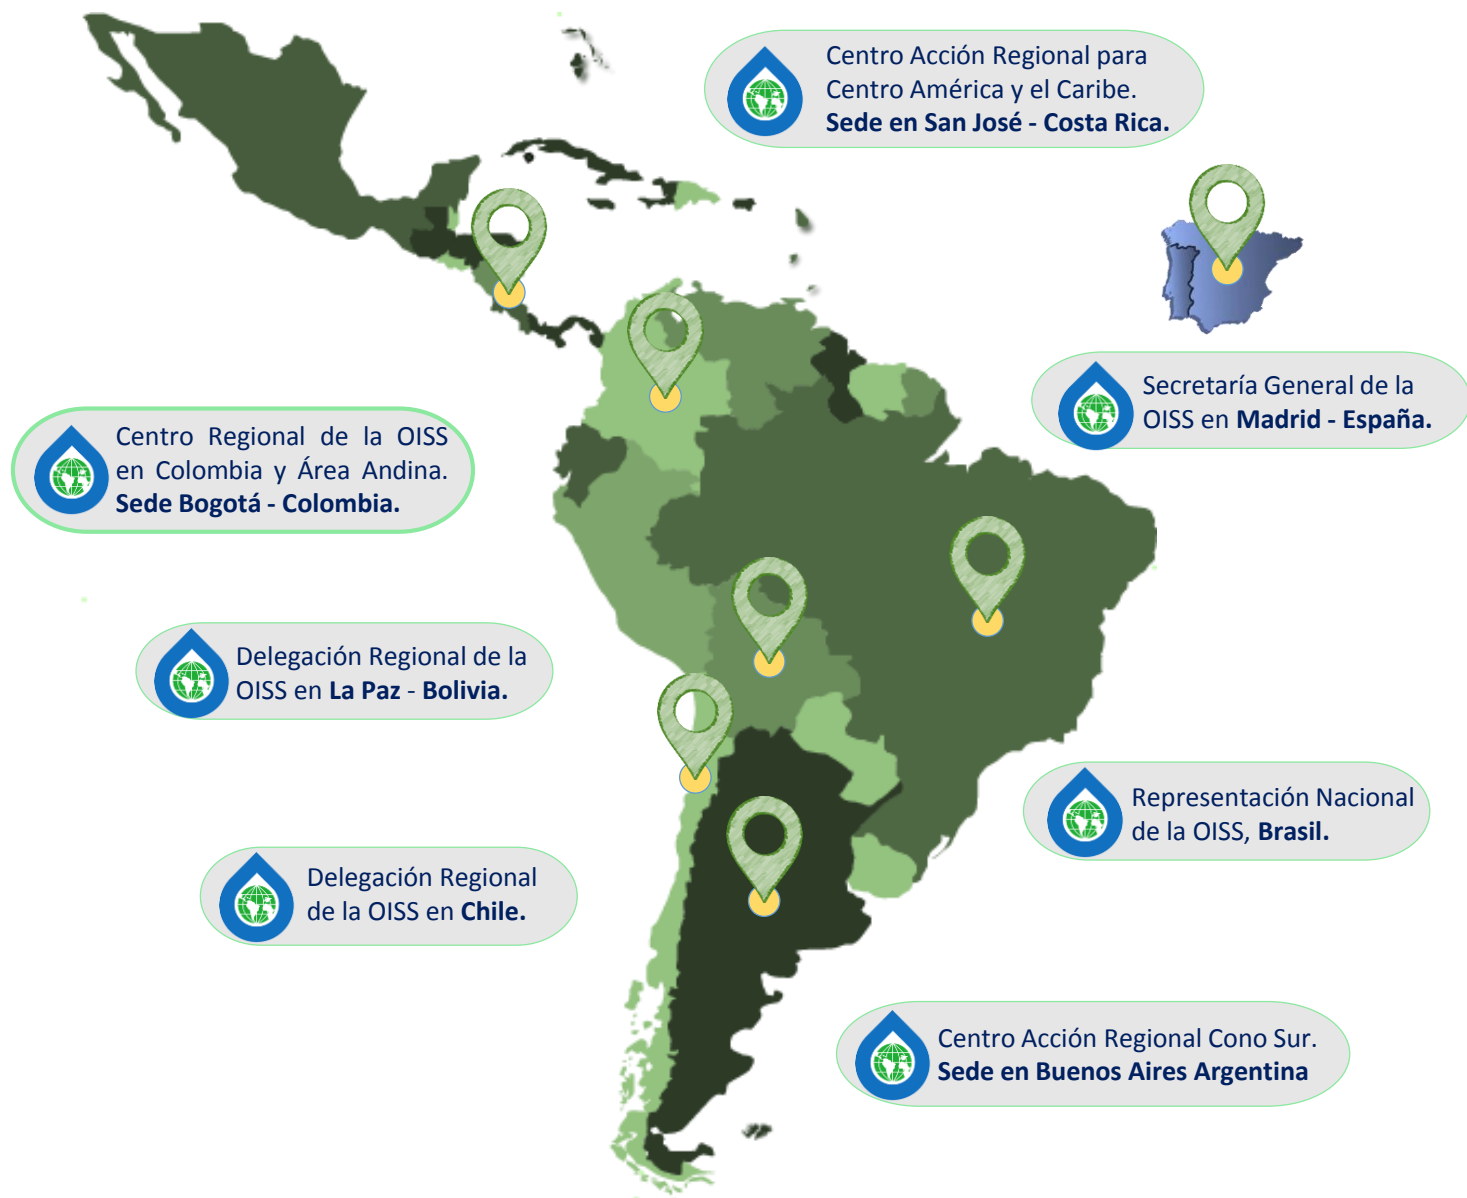 Centro Acción Regional para
Centro América y el Caribe.
Sede en San José - Costa Rica.
Secretaría General de la
OISS en Madrid - España.
Centro Regional de la OISS
en Colombia y Área Andina.
Sede Bogotá - Colombia.
Delegación Regional de la
OISS en La Paz - Bolivia.
Representación Nacional
de la OISS, Brasil.
Delegación Regional
de la OISS en Chile.
Centro Acción Regional Cono Sur.
Sede en Buenos Aires Argentina